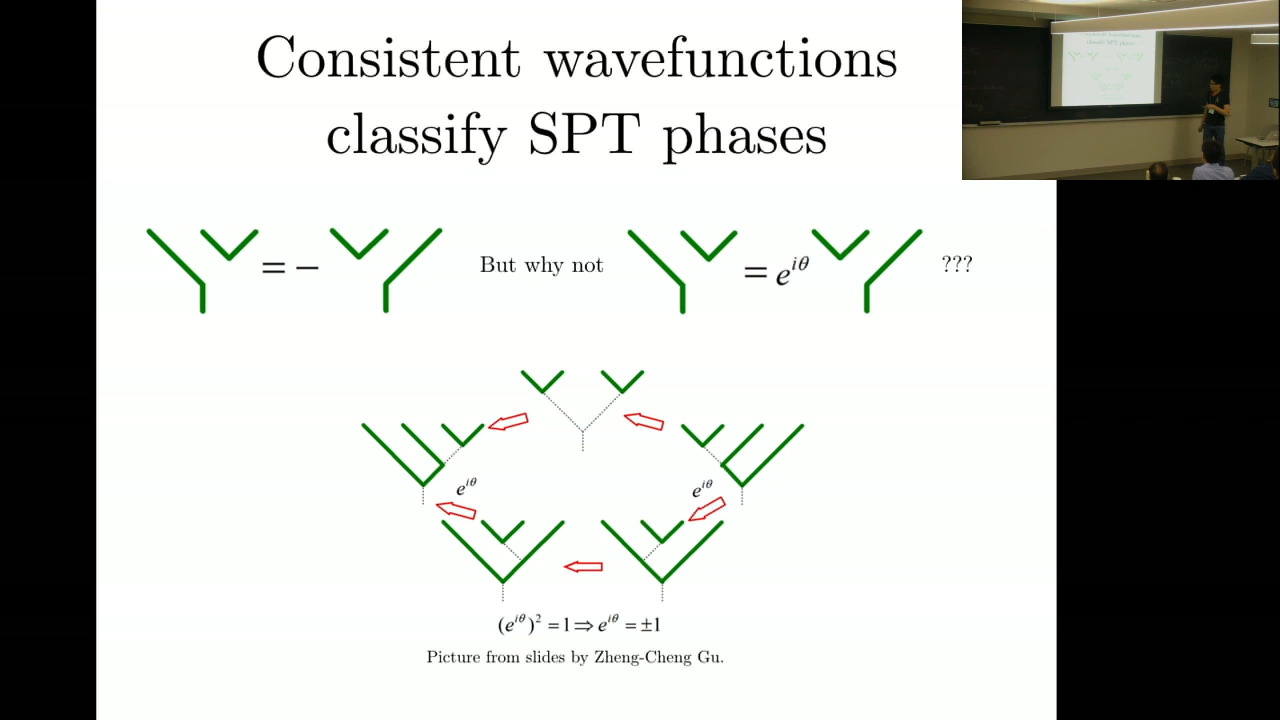 Consistent wavefunctions
classify SPT phases
= −
But why not
= e^{iθ}
???
e^{iθ}
e^{iθ}
(e^{iθ})^2 = 1 ⇒ e^{iθ} = ±1
Picture from slides by Zheng-Cheng Gu.